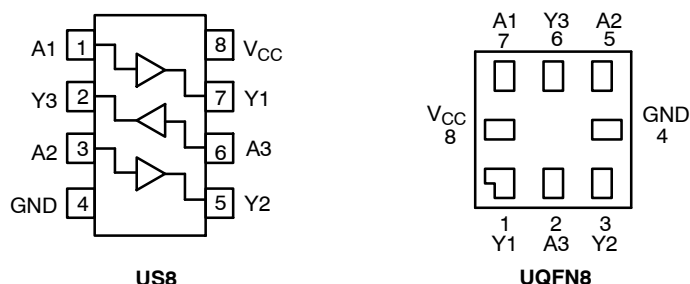 A1 1 8 VCC
Y3 2 7 Y1
A2 3 6 A3
GND 4 5 Y2
US8
A1 Y3 A2
7 6 5
VCC GND
8 4
1 2 3
Y1 A3 Y2
UQFN8